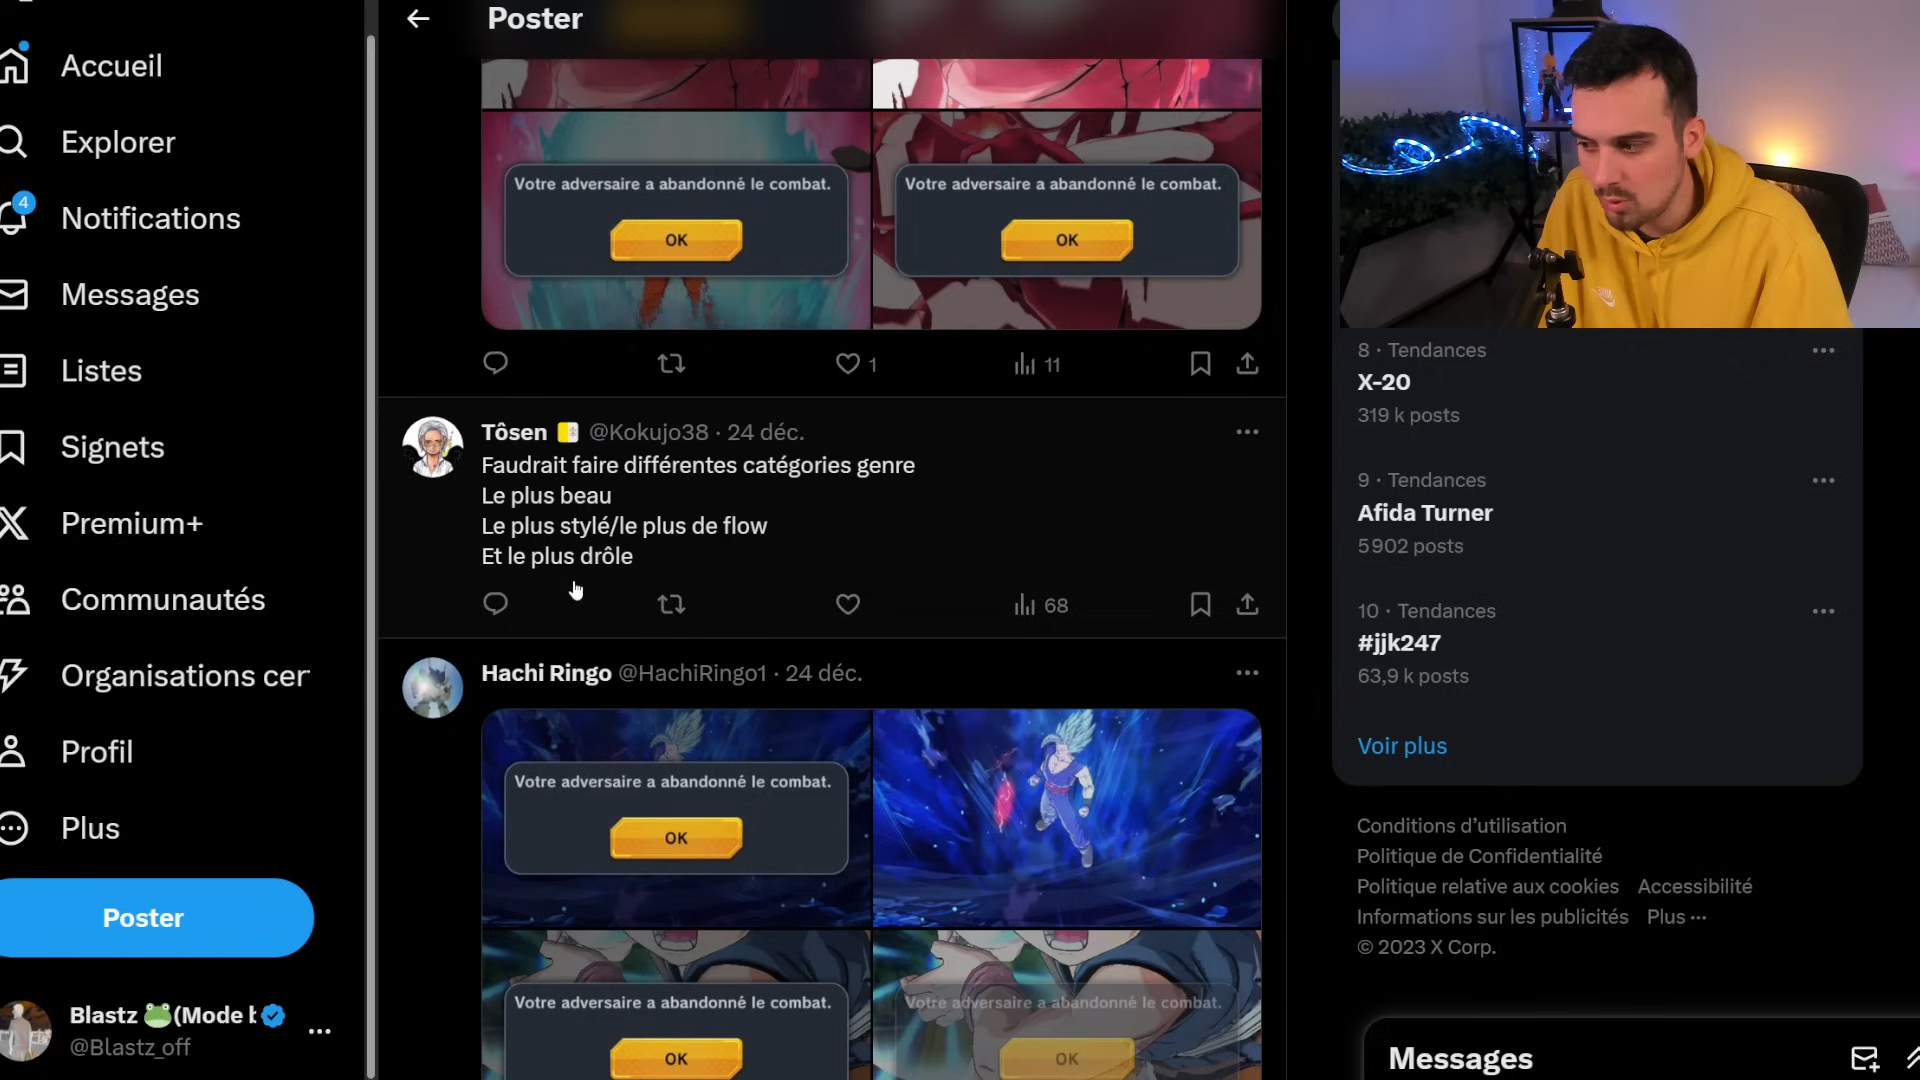 Accueil
Explorer
4
Notifications
Messages
Listes
Signets
Premium+
Communautés
Organisations cer
Profil
Plus
Poster
Blastz 🐸(Mode
@Blastz_off
Poster
Votre adversaire a abandonné le combat.
OK
Votre adversaire a abandonné le combat.
OK
1
11
Tôsen @Kokujo38 · 24 déc.
Faudrait faire différentes catégories genre
Le plus beau
Le plus stylé/le plus de flow
Et le plus drôle
68
Hachi Ringo @HachiRingo1 · 24 déc.
Votre adversaire a abandonné le combat.
OK
Votre adversaire a abandonné le combat.
OK
Votre adversaire a abandonné le combat.
OK
8 · Tendances
X-20
319 k posts
9 · Tendances
Afida Turner
5 902 posts
10 · Tendances
#jjk247
63,9 k posts
Voir plus
Conditions d’utilisation
Politique de Confidentialité
Politique relative aux cookies Accessibilité
Informations sur les publicités Plus ···
© 2023 X Corp.
Messages